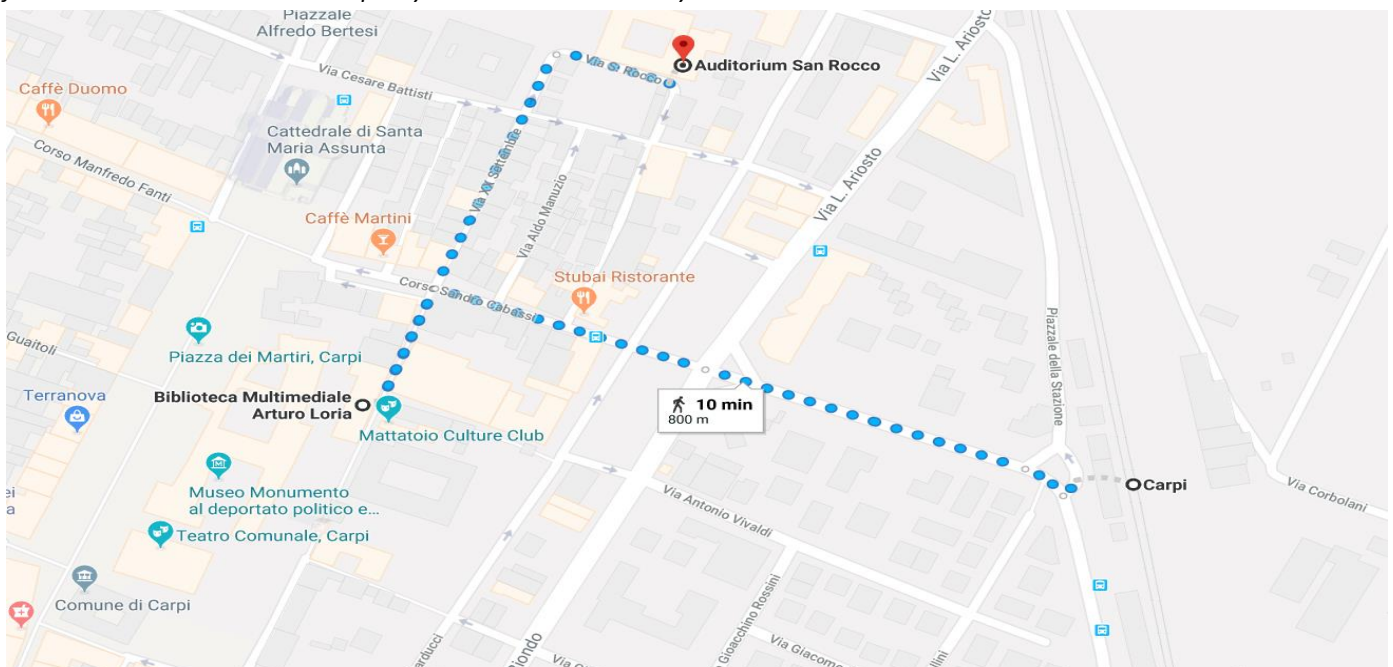 Piazzale
Alfredo Bertesi
Via Cesare Battisti
Via S. Rocco
Auditorium San Rocco
Via L. Ariosto
Caffè Duomo
Cattedrale di Santa
Maria Assunta
Corso Manfredo Fanti
Via XX Settembre
Via Aldo Manuzio
Via L. Ariosto
Caffè Martini
Corso Sandro Cabassi
Stubai Ristorante
Guaitoli
Piazza dei Martiri, Carpi
Piazzale della Stazione
Terranova
Biblioteca Multimediale
Arturo Loria
10 min
800 m
Mattatoio Culture Club
Carpi
Via Corbolani
Museo Monumento
al deportato politico e...
Via Antonio Vivaldi
ei
a
Teatro Comunale, Carpi
Comune di Carpi
Gioacchino Rossini
Via Giacomo